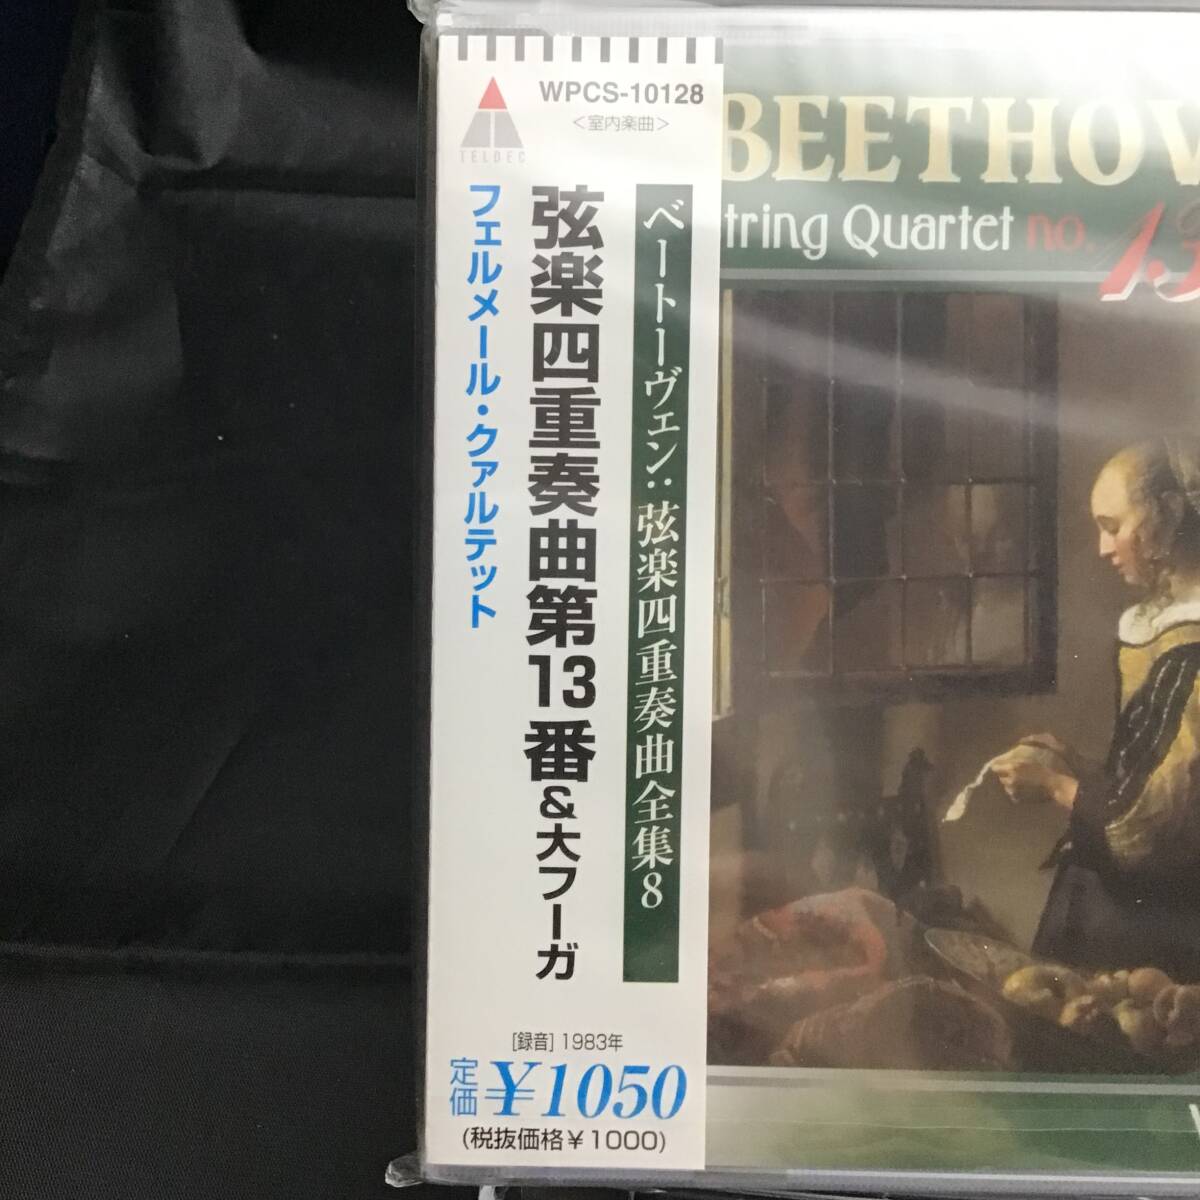 WPCS-10128
<室内楽曲>
TELDEC
ベートーヴェン:弦楽四重奏曲全集8
弦楽四重奏曲第13番&大フーガ
フェルメール・クァルテット
[録音] 1983年
定価 ¥1050
(税抜価格¥1000)
BEETHOV
tring Quartet no. 13